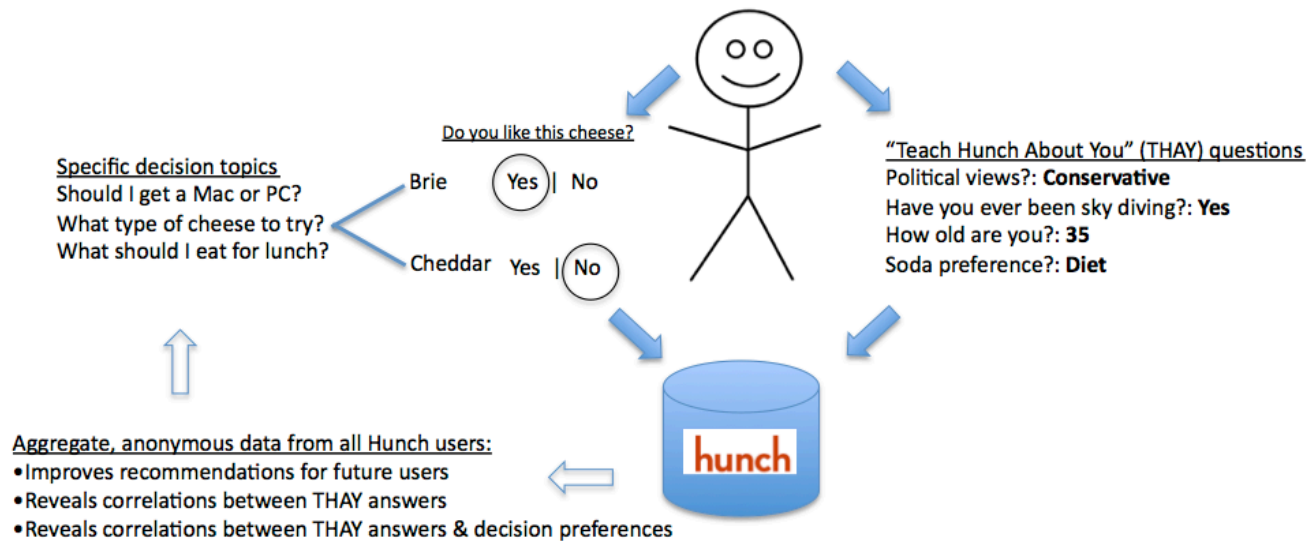 Do you like this cheese?
Specific decision topics
Should I get a Mac or PC?
What type of cheese to try?
What should I eat for lunch?
Brie Yes | No
Cheddar Yes | No
“Teach Hunch About You” (THAY) questions
Political views?: Conservative
Have you ever been sky diving?: Yes
How old are you?: 35
Soda preference?: Diet
hunch
Aggregate, anonymous data from all Hunch users:
•Improves recommendations for future users
•Reveals correlations between THAY answers
•Reveals correlations between THAY answers & decision preferences